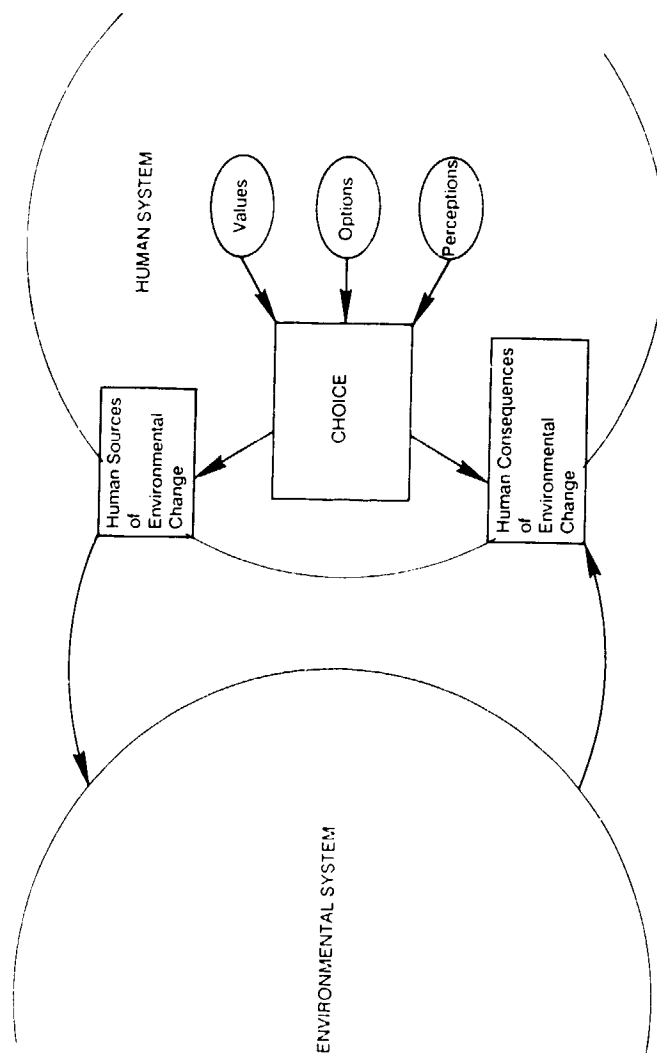 HUMAN SYSTEM
Values
Options
Perceptions
CHOICE
Human Sources
of Environmental
Change
Human Consequences
of Environmental
Change
ENVIRONMENTAL SYSTEM